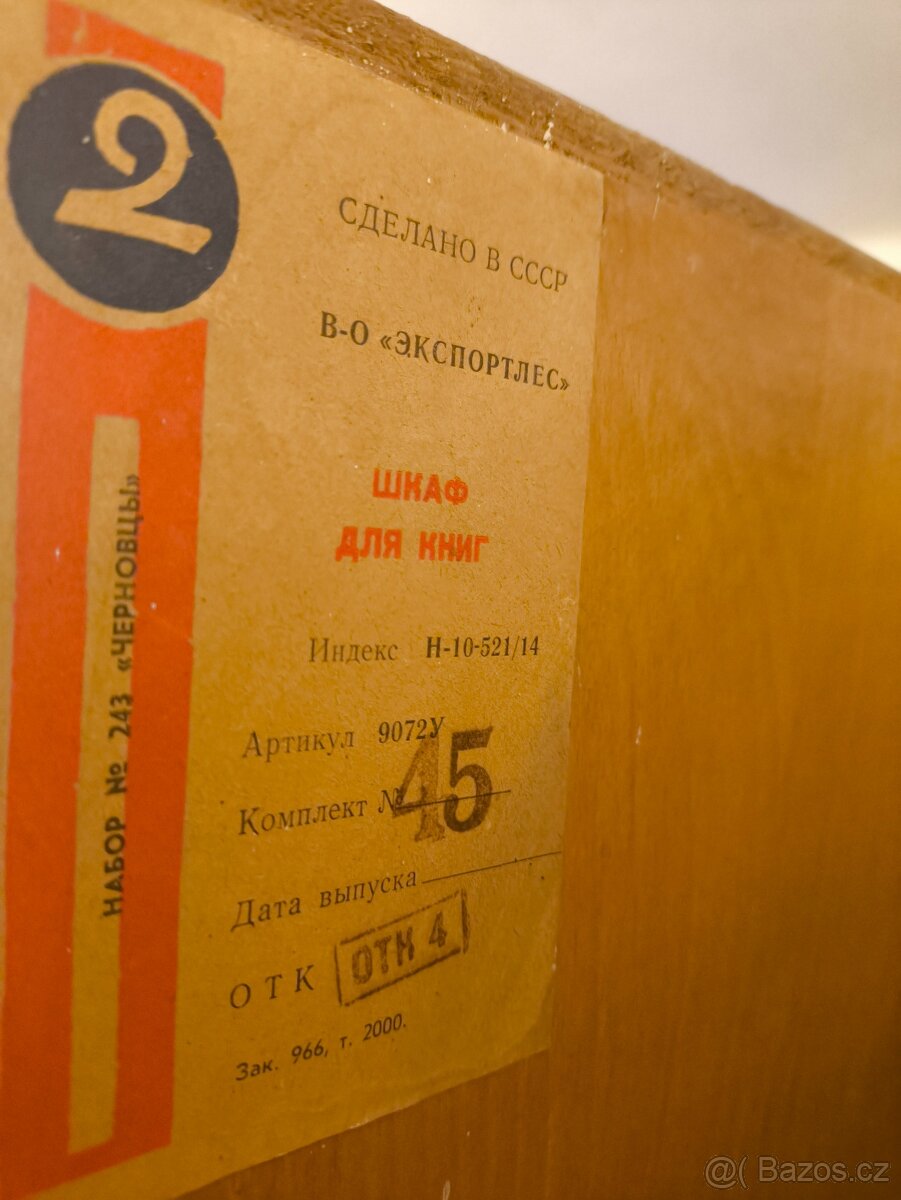 2
НАБОР № 243 «ЧЕРНОВЦЫ»
СДЕЛАНО В СССР
В-О «ЭКСПОРТЛЕС»
ШКАФ
ДЛЯ КНИГ
Индекс Н-10-521/14
Артикул 9072У
Комплект № 45
Дата выпуска
ОТК ОТК 4
Зак. 966, т. 2000.
@( Bazos.cz